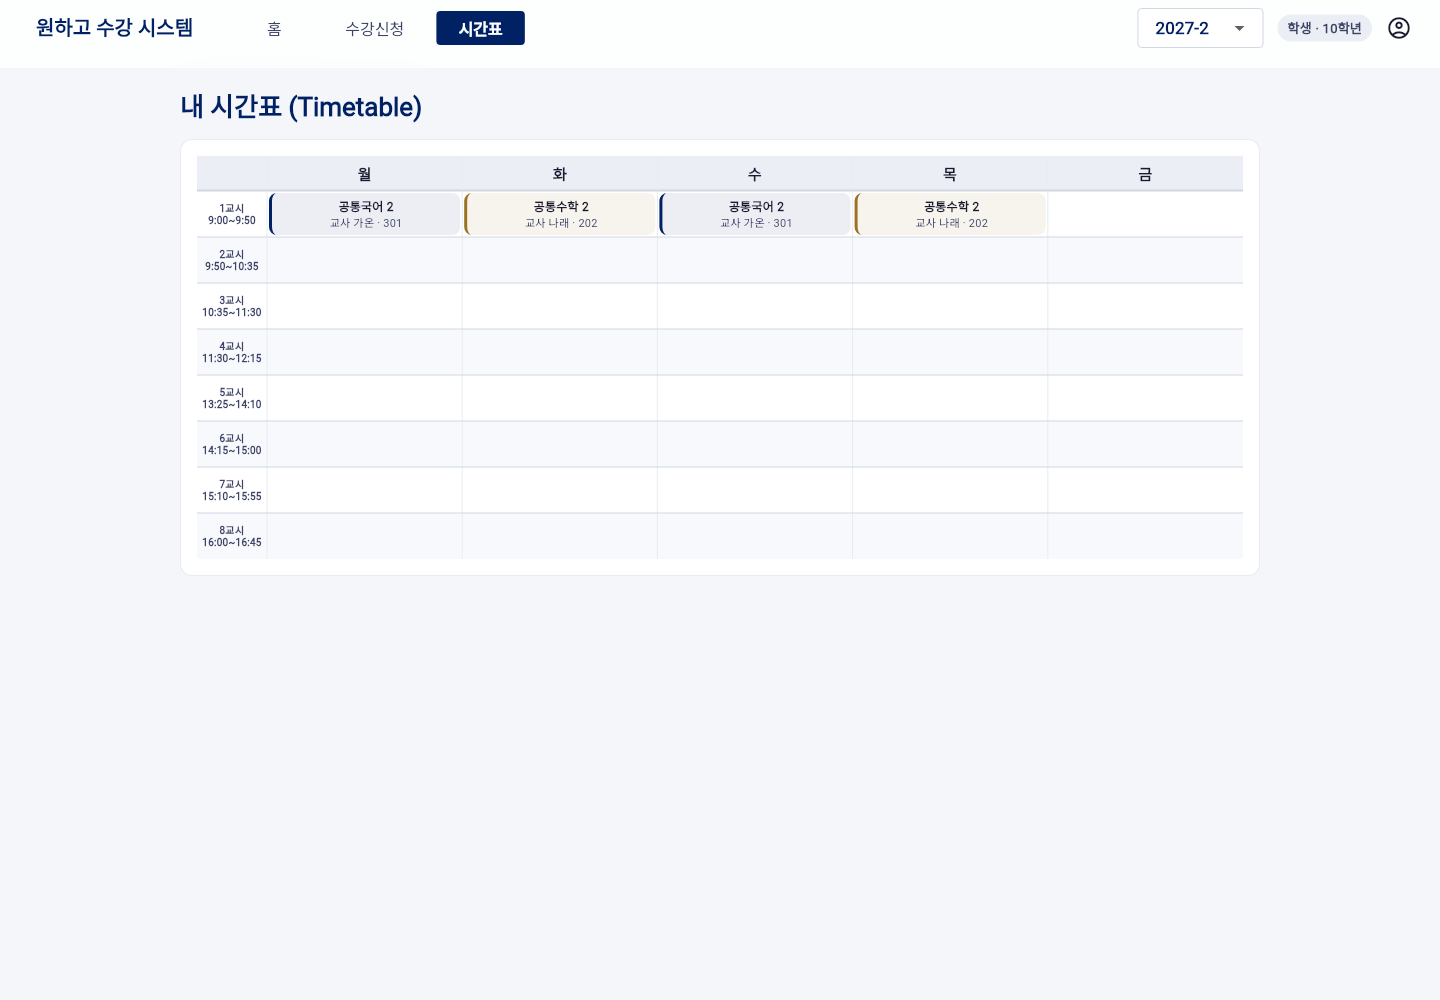 원하고 수강 시스템
홈
수강신청
시간표
2027-2
학생 · 10학년
내 시간표 (Timetable)
월
화
수
목
금
1교시
9:00~9:50
공통국어 2
교사 가온 · 301
공통수학 2
교사 나래 · 202
공통국어 2
교사 가온 · 301
공통수학 2
교사 나래 · 202
2교시
9:50~10:35
3교시
10:35~11:30
4교시
11:30~12:15
5교시
13:25~14:10
6교시
14:15~15:00
7교시
15:10~15:55
8교시
16:00~16:45